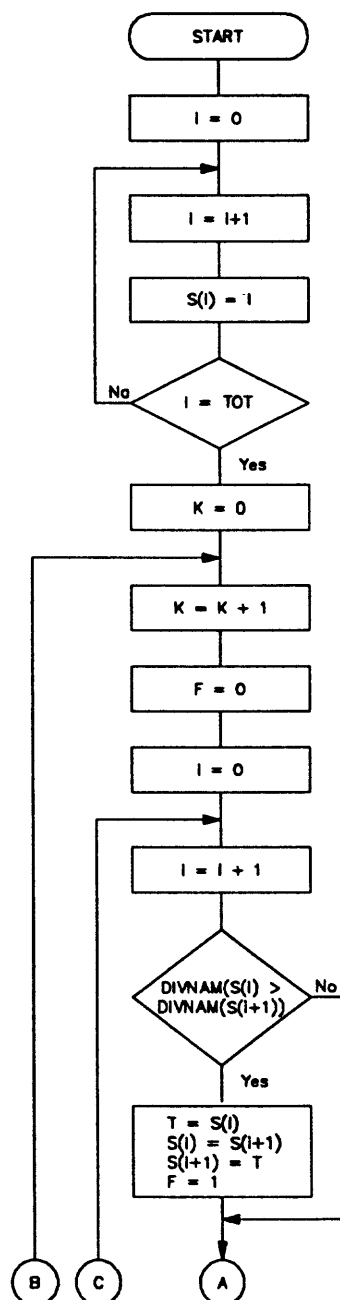 START
I = 0
I = I+1
S(I) = I
No
I = TOT
Yes
K = 0
K = K + 1
F = 0
I = 0
I = I + 1
DIVNAM(S(I) >
DIVNAM(S(I+1))
No
Yes
T = S(I)
S(I) = S(I+1)
S(I+1) = T
F = 1
B
C
A